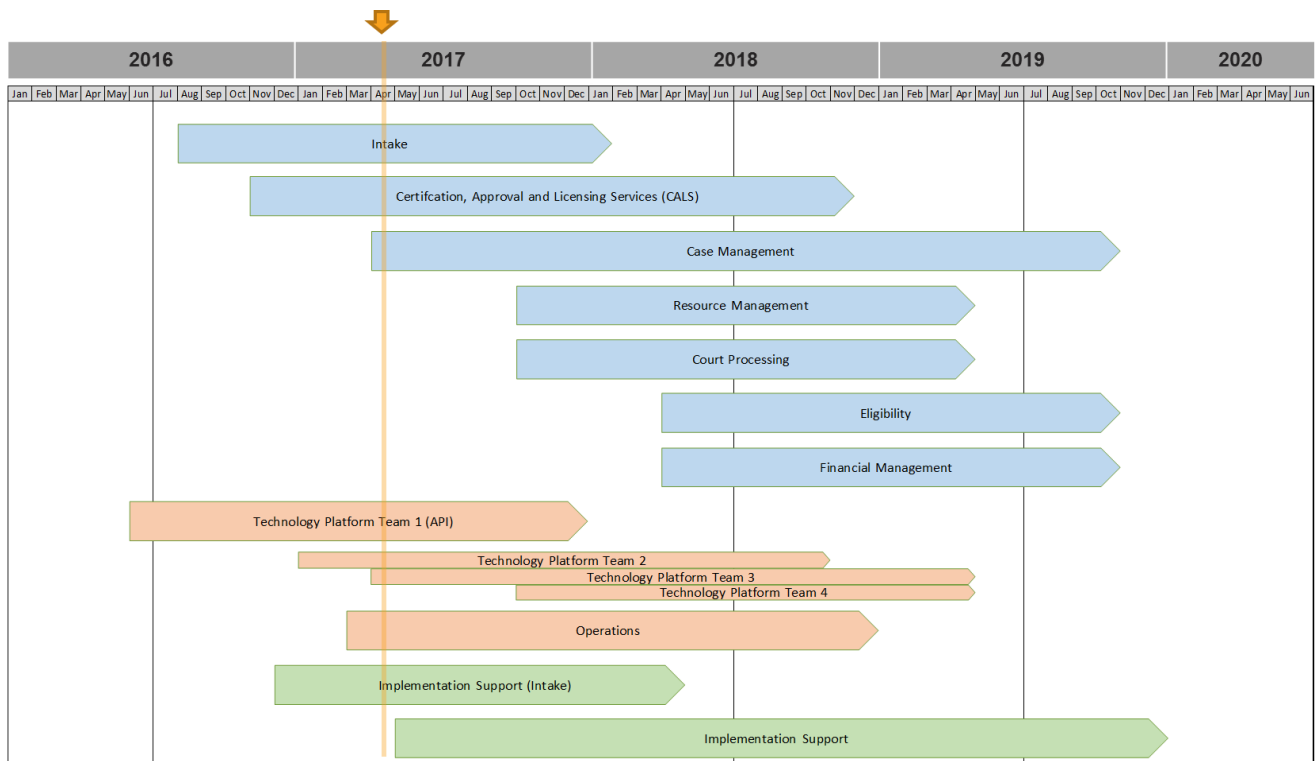 2016 2017 2018 2019 2020
Jan Feb Mar Apr May Jun Jul Aug Sep Oct Nov Dec Jan Feb Mar Apr May Jun Jul Aug Sep Oct Nov Dec Jan Feb Mar Apr May Jun Jul Aug Sep Oct Nov Dec Jan Feb Mar Apr May Jun Jul Aug Sep Oct Nov Dec Jan Feb Mar Apr May Jun
Intake
Certifcation, Approval and Licensing Services (CALS)
Case Management
Resource Management
Court Processing
Eligibility
Financial Management
Technology Platform Team 1 (API)
Technology Platform Team 2
Technology Platform Team 3
Technology Platform Team 4
Operations
Implementation Support (Intake)
Implementation Support